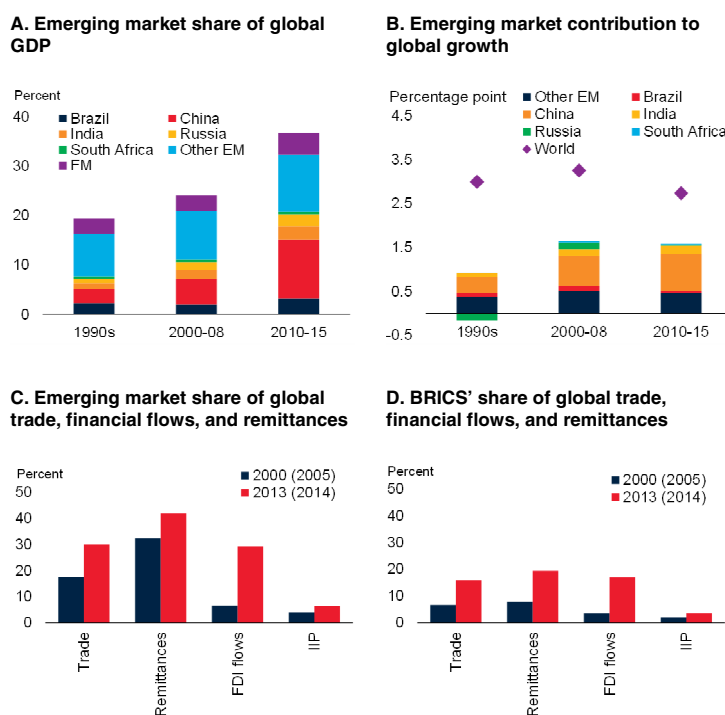 A. Emerging market share of global
GDP
Percent
40
30
20
10
0
Brazil
China
India
Russia
South Africa
Other EM
FM
1990s
2000-08
2010-15
B. Emerging market contribution to
global growth
Percentage point
4.5
3.5
2.5
1.5
0.5
-0.5
Other EM
Brazil
China
India
Russia
South Africa
World
1990s
2000-08
2010-15
C. Emerging market share of global
trade, financial flows, and remittances
Percent
50
40
30
20
10
0
2000 (2005)
2013 (2014)
Trade
Remittances
FDI flows
IIP
D. BRICS’ share of global trade,
financial flows, and remittances
Percent
50
40
30
20
10
0
2000 (2005)
2013 (2014)
Trade
Remittances
FDI flows
IIP